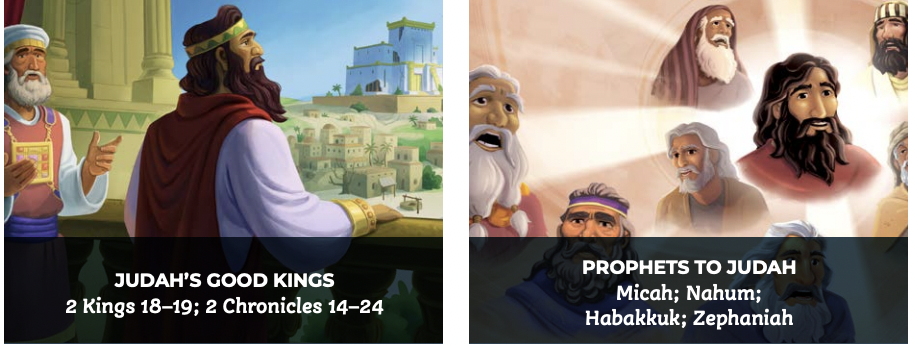 JUDAH’S GOOD KINGS
2 Kings 18–19; 2 Chronicles 14–24
PROPHETS TO JUDAH
Micah; Nahum;
Habakkuk; Zephaniah